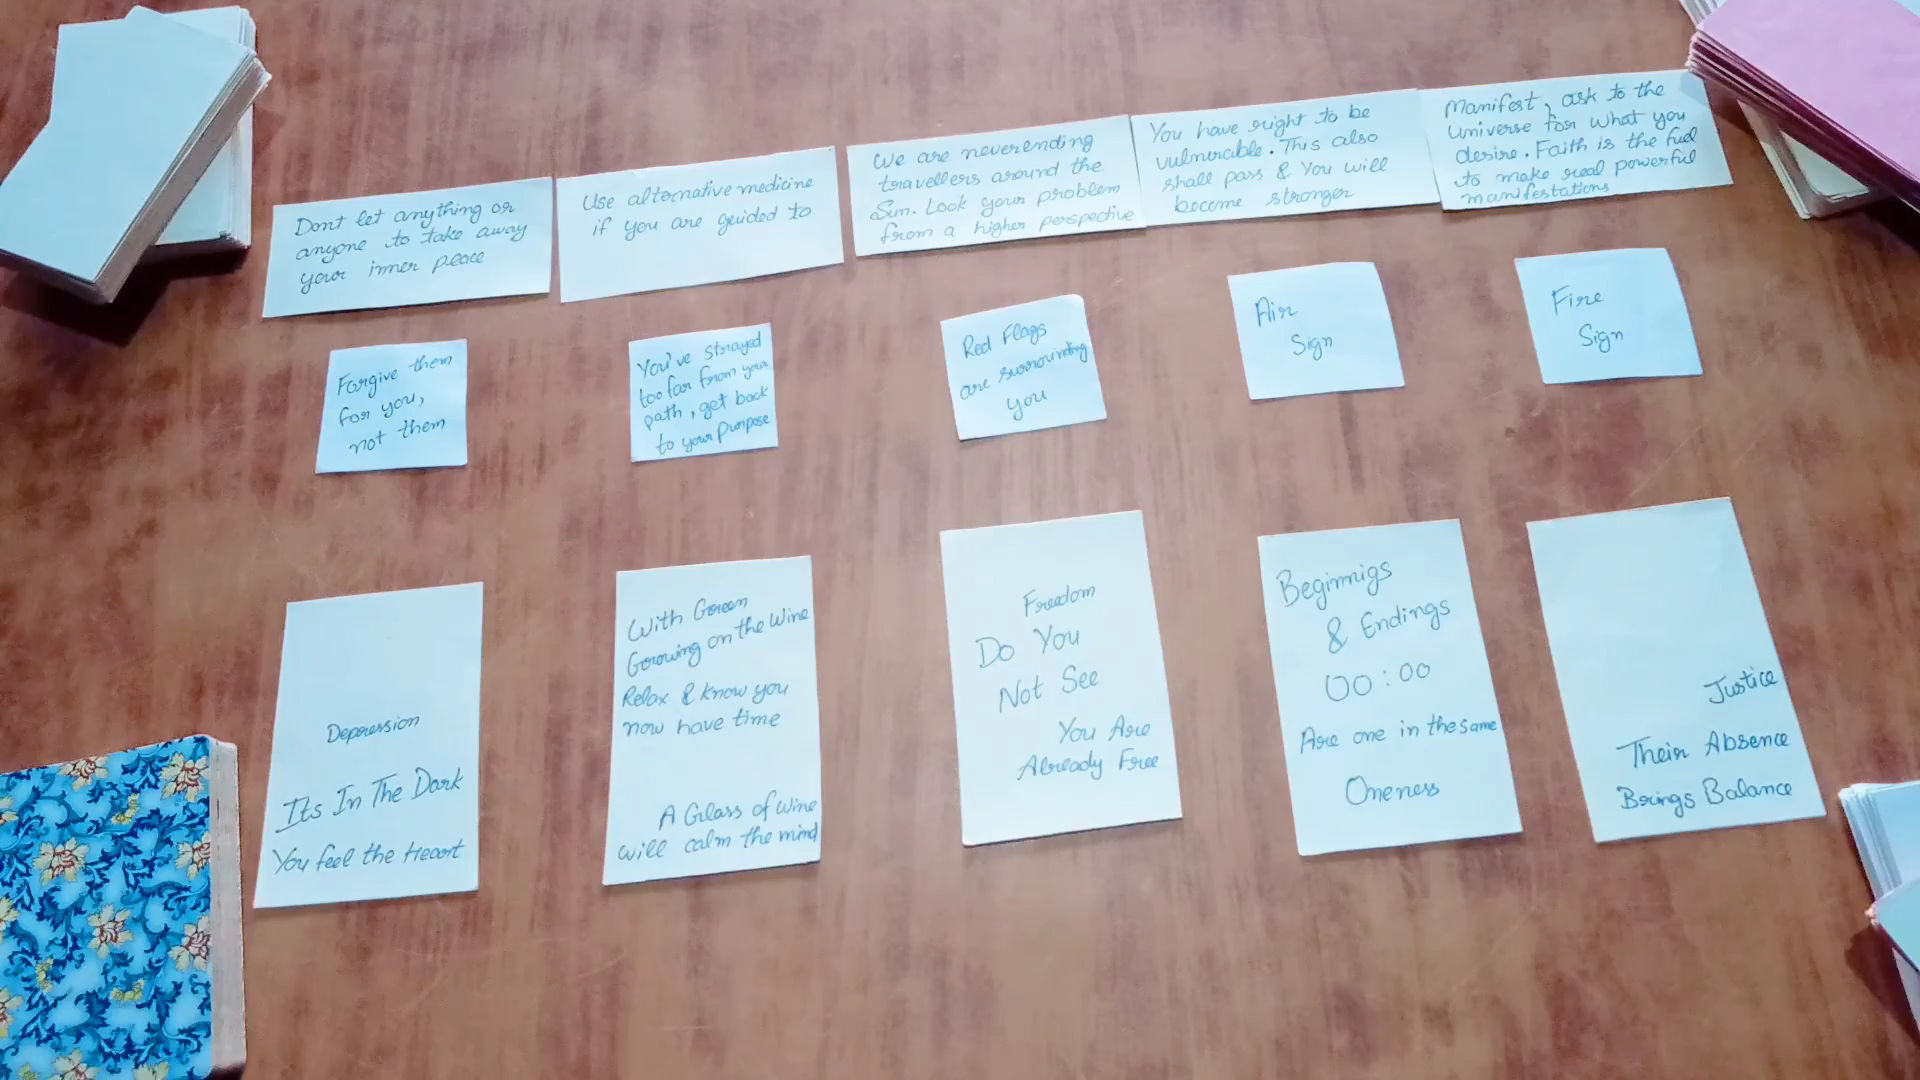 Dont let anything or
anyone to take away
your inner peace
Use alternative medicine
if you are guided to
We are neverending
travellers around the
Sun. Look your problem
from a higher perspective
You have right to be
vulnerable. This also
shall pass & You will
become stronger
Manifest, ask to the
universe for what you
desire. Faith is the fuel
to make real powerful
manifestations
Forgive them
for you,
not them
You've strayed
too far from your
path, get back
to your purpose
Red Flags
are surrounding
you
Air
Sign
Fire
Sign
Depression
Its In The Dark
You feel the Heart
With Green
Growing on the Wine
Relax & know you
now have time
A Glass of Wine
will calm the mind
Freedom
Do You
Not See
You Are
Already Free
Beginnigs
& Endings
00:00
Are one in the same
Oneness
Justice
Their Absence
Brings Balance